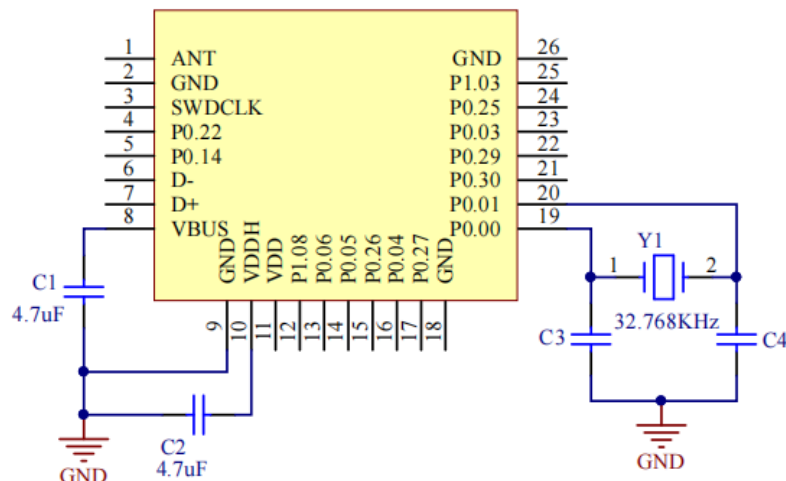 1 ANT
2 GND
3 SWDCLK
4 P0.22
5 P0.14
6 D-
7 D+
8 VBUS
GND 26
P1.03 25
P0.25 24
P0.03 23
P0.29 22
P0.30 21
P0.01 20
P0.00 19
GND 9
VDDH 10
VDD 11
P1.08 12
P0.06 13
P0.05 14
P0.26 15
P0.04 16
P0.27 17
GND 18
C1
4.7uF
C2
4.7uF
GND
Y1
1 2
32.768KHz
C3
C4
GND